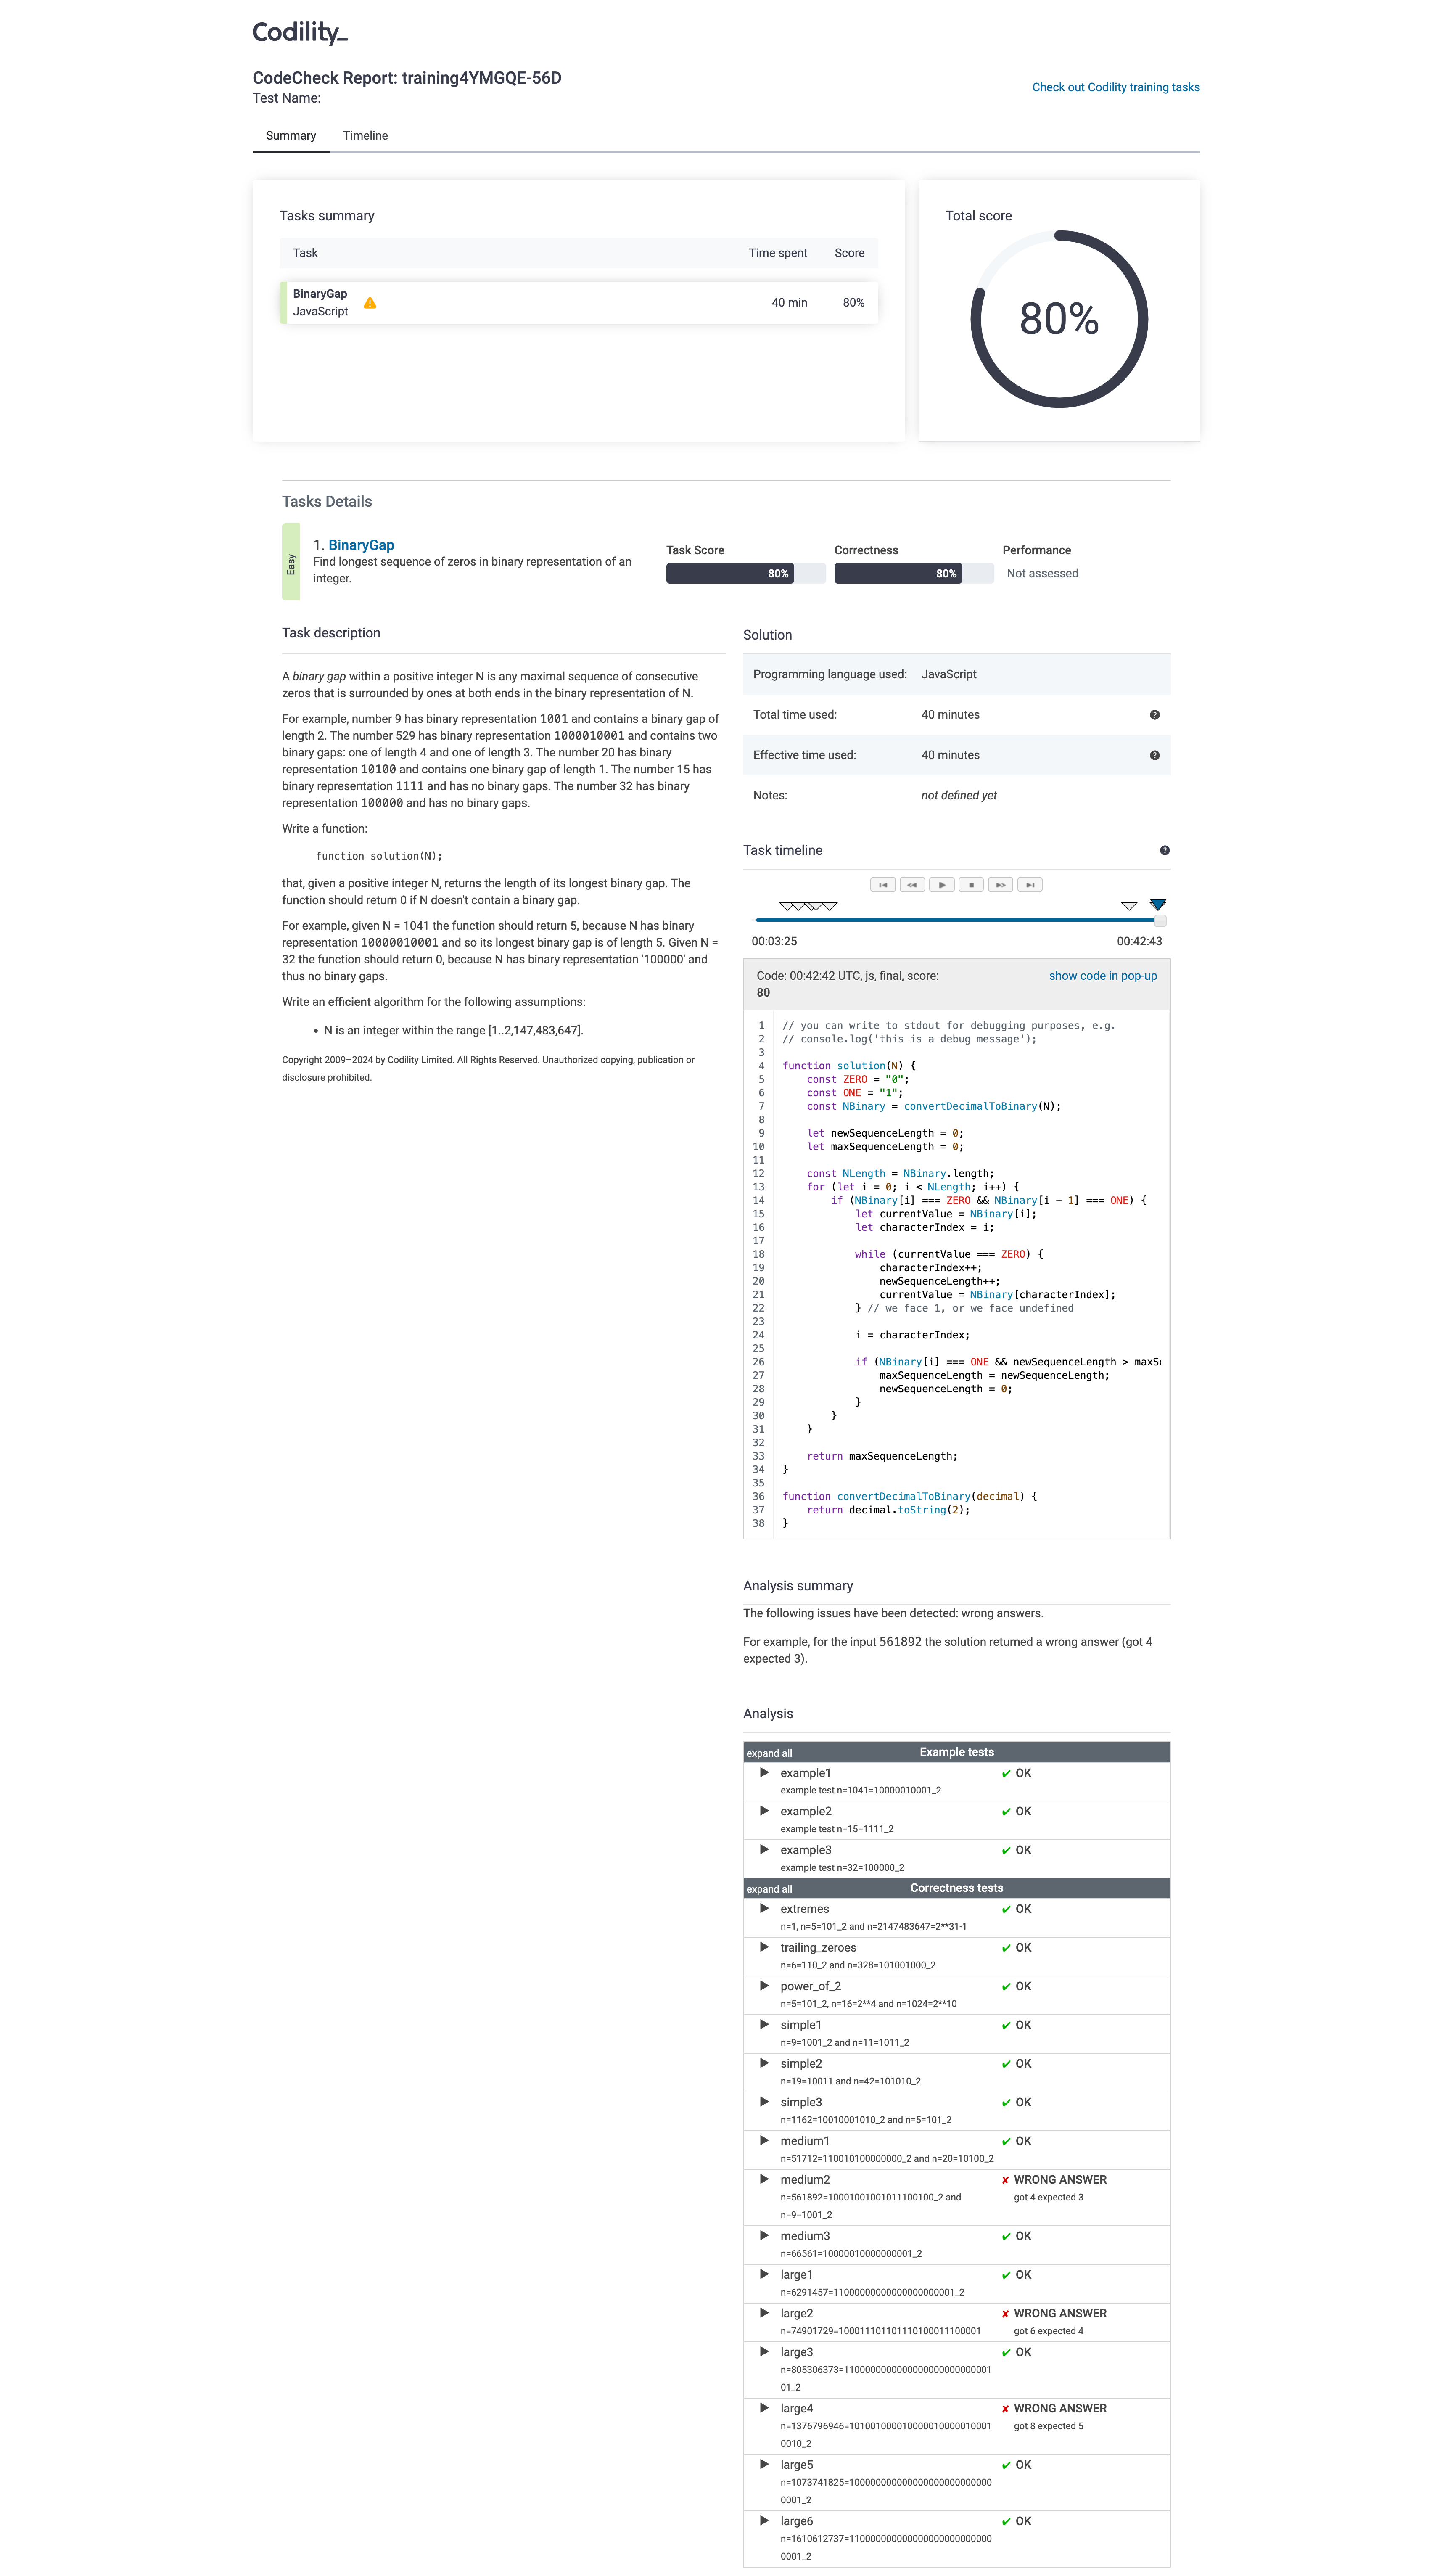 Codility_
CodeCheck Report: training4YMGQE-56D
Test Name:
Check out Codility training tasks
Summary
Timeline
Tasks summary
Task
Time spent
Score
BinaryGap
JavaScript
40 min
80%
Total score
80%
Tasks Details
Easy
1. BinaryGap
Find longest sequence of zeros in binary representation of an
integer.
Task Score
80%
Correctness
80%
Performance
Not assessed
Task description
A binary gap within a positive integer N is any maximal sequence of consecutive
zeros that is surrounded by ones at both ends in the binary representation of N.
For example, number 9 has binary representation 1001 and contains a binary gap of
length 2. The number 529 has binary representation 1000010001 and contains two
binary gaps: one of length 4 and one of length 3. The number 20 has binary
representation 10100 and contains one binary gap of length 1. The number 15 has
binary representation 1111 and has no binary gaps. The number 32 has binary
representation 100000 and has no binary gaps.
Write a function:
function solution(N);
that, given a positive integer N, returns the length of its longest binary gap. The
function should return 0 if N doesn't contain a binary gap.
For example, given N = 1041 the function should return 5, because N has binary
representation 10000010001 and so its longest binary gap is of length 5. Given N =
32 the function should return 0, because N has binary representation '100000' and
thus no binary gaps.
Write an efficient algorithm for the following assumptions:
• N is an integer within the range [1..2,147,483,647].
Copyright 2009–2024 by Codility Limited. All Rights Reserved. Unauthorized copying, publication or
disclosure prohibited.
Solution
Programming language used: JavaScript
Total time used: 40 minutes ?
Effective time used: 40 minutes ?
Notes: not defined yet
Task timeline ?
00:03:25
00:42:43
Code: 00:42:42 UTC, js, final, score:
80
show code in pop-up
1 // you can write to stdout for debugging purposes, e.g.
2 // console.log('this is a debug message');
3
4 function solution(N) {
5 const ZERO = "0";
6 const ONE = "1";
7 const NBinary = convertDecimalToBinary(N);
8
9 let newSequenceLength = 0;
10 let maxSequenceLength = 0;
11
12 const NLength = NBinary.length;
13 for (let i = 0; i < NLength; i++) {
14 if (NBinary[i] === ZERO && NBinary[i - 1] === ONE) {
15 let currentValue = NBinary[i];
16 let characterIndex = i;
17
18 while (currentValue === ZERO) {
19 characterIndex++;
20 newSequenceLength++;
21 currentValue = NBinary[characterIndex];
22 } // we face 1, or we face undefined
23
24 i = characterIndex;
25
26 if (NBinary[i] === ONE && newSequenceLength > maxS
27 maxSequenceLength = newSequenceLength;
28 newSequenceLength = 0;
29 }
30 }
31 }
32
33 return maxSequenceLength;
34 }
35
36 function convertDecimalToBinary(decimal) {
37 return decimal.toString(2);
38 }
Analysis summary
The following issues have been detected: wrong answers.
For example, for the input 561892 the solution returned a wrong answer (got 4
expected 3).
Analysis
expand all Example tests
example1 ✔ OK
example test n=1041=10000010001_2
example2 ✔ OK
example test n=15=1111_2
example3 ✔ OK
example test n=32=100000_2
expand all Correctness tests
extremes ✔ OK
n=1, n=5=101_2 and n=2147483647=2**31-1
trailing_zeroes ✔ OK
n=6=110_2 and n=328=101001000_2
power_of_2 ✔ OK
n=5=101_2, n=16=2**4 and n=1024=2**10
simple1 ✔ OK
n=9=1001_2 and n=11=1011_2
simple2 ✔ OK
n=19=10011 and n=42=101010_2
simple3 ✔ OK
n=1162=10010001010_2 and n=5=101_2
medium1 ✔ OK
n=51712=110010100000000_2 and n=20=10100_2
medium2 ✘ WRONG ANSWER
n=561892=10001001001011100100_2 and got 4 expected 3
n=9=1001_2
medium3 ✔ OK
n=66561=10000010000000001_2
large1 ✔ OK
n=6291457=11000000000000000000001_2
large2 ✘ WRONG ANSWER
n=74901729=100011101101110100011100001 got 6 expected 4
large3 ✔ OK
n=805306373=1100000000000000000000000001
01_2
large4 ✘ WRONG ANSWER
n=1376796946=1010010000100000100000100001 got 8 expected 5
0010_2
large5 ✔ OK
n=1073741825=100000000000000000000000000
0001_2
large6 ✔ OK
n=1610612737=110000000000000000000000000
0001_2